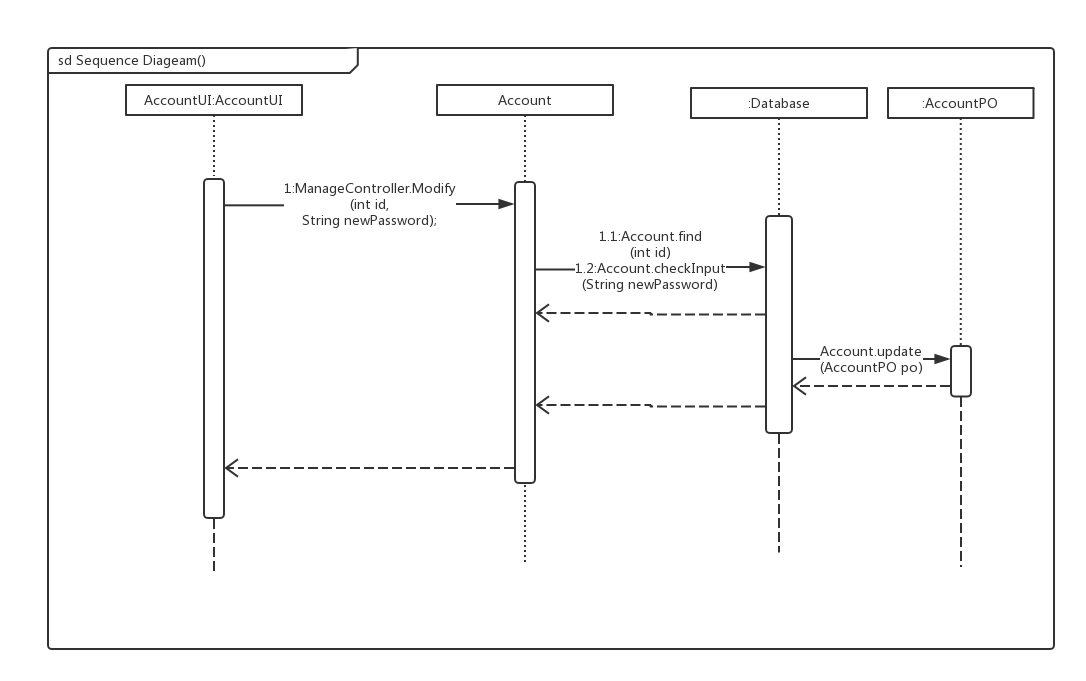 sd Sequence Diageam()
AccountUI:AccountUI
Account
:Database
:AccountPO
1:ManageController.Modify
(int id,
String newPassword);
1.1:Account.find
(int id)
1.2:Account.checkInput
(String newPassword)
Account.update
(AccountPO po)